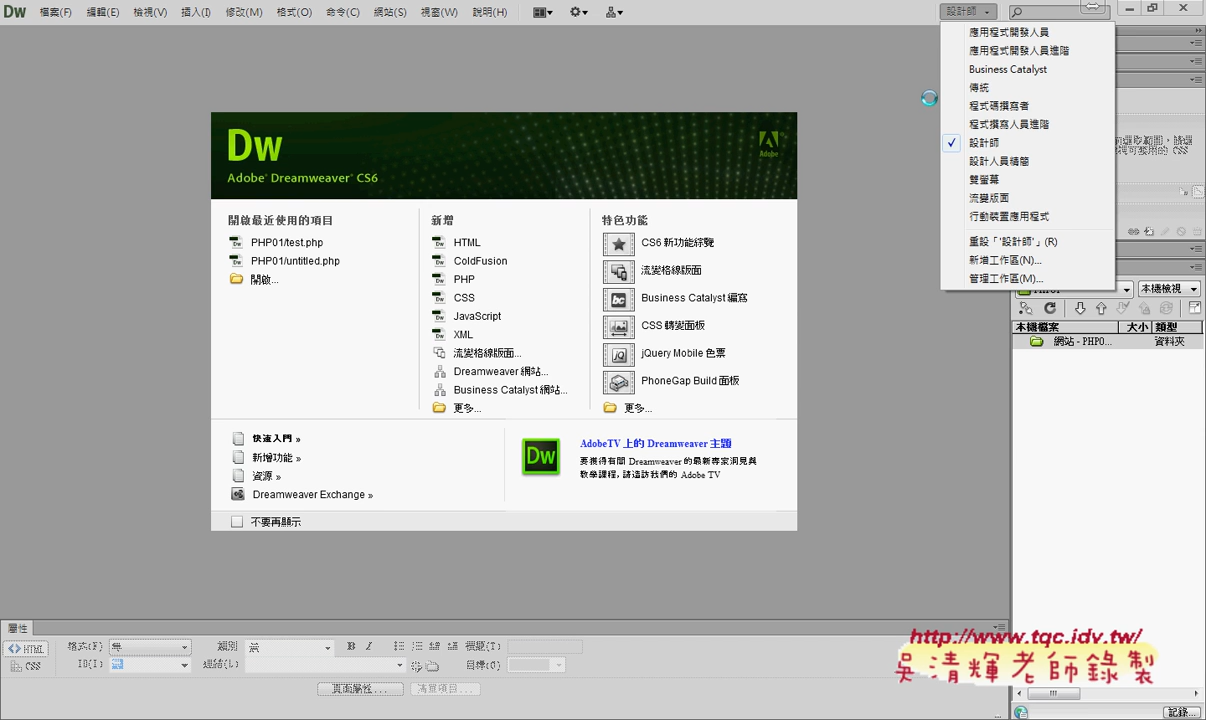 Dw 檔案(F) 編輯(E) 檢視(V) 插入(I) 修改(M) 格式(O) 命令(C) 網站(S) 視窗(W) 說明(H) 設計師
應用程式開發人員
應用程式開發人員進階
Business Catalyst
傳統
程式碼撰寫者
程式撰寫人員進階
設計師
設計人員精簡
雙螢幕
流變版面
行動裝置應用程式
重設「'設計師'」(R)
新增工作區(N)...
管理工作區(M)...
Dw
Adobe
Adobe® Dreamweaver® CS6
開啟最近使用的項目
PHP01/test.php
PHP01/untitled.php
開啟...
新增
HTML
ColdFusion
PHP
CSS
JavaScript
XML
流變格線版面...
Dreamweaver 網站...
Business Catalyst 網站...
更多...
特色功能
CS6 新功能綜覽
流變格線版面
Business Catalyst 編寫
CSS 轉變面板
jQuery Mobile 色票
PhoneGap Build 面板
更多...
快速入門 »
新增功能 »
資源 »
Dreamweaver Exchange »
Dw
AdobeTV 上的 Dreamweaver 主題
要獲得有關 Dreamweaver 的最新專家洞見與
教學課程, 請造訪我們的 Adobe TV
不要再顯示
本機檢視
本機檔案 大小 類型
網站 - PHP0... 資料夾
屬性
HTML 格式(F) 無 類別 無 B I 標題(T)
CSS ID(I) 無 連結(L) 目標(G)
頁面屬性... 清單項目...
http://www.tqc.idv.tw/
吳清輝老師錄製
記錄...